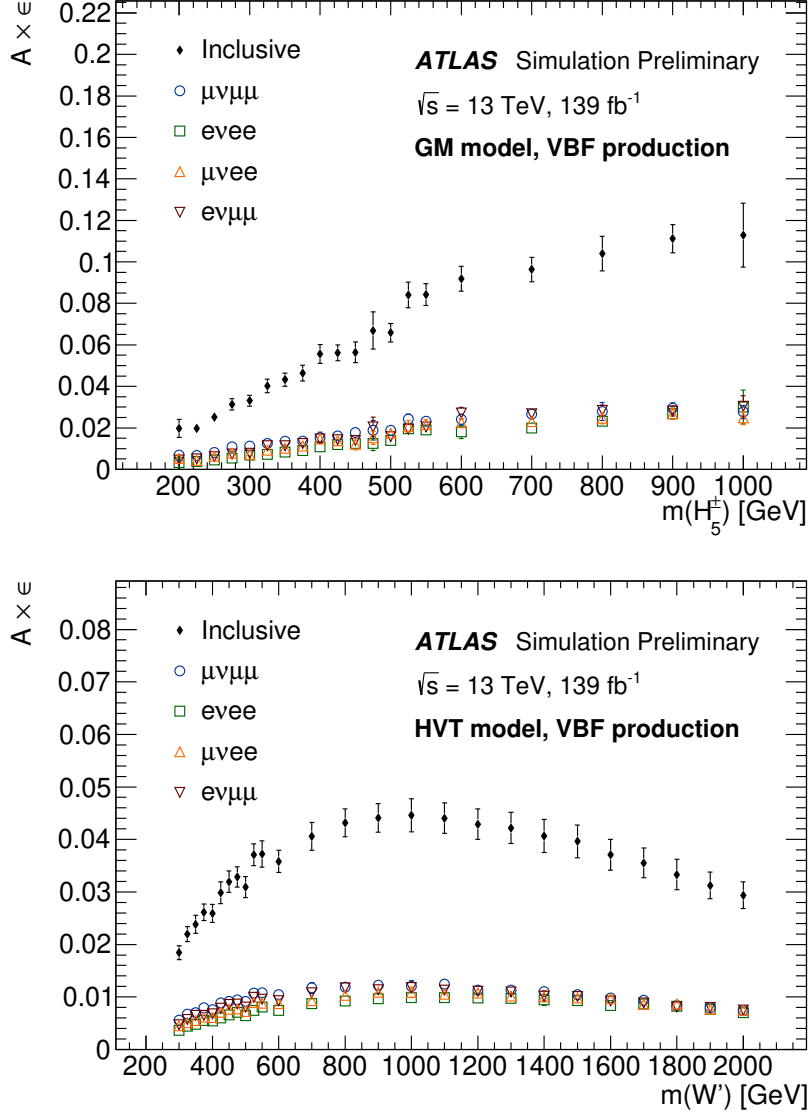 A × ϵ
0.22
0.2
0.18
0.16
0.14
0.12
0.1
0.08
0.06
0.04
0.02
0
Inclusive
μνμμ
eνee
μνee
eνμμ
ATLAS Simulation Preliminary
√s = 13 TeV, 139 fb⁻¹
GM model, VBF production
200 300 400 500 600 700 800 900 1000
m(H₅±) [GeV]
A × ϵ
0.08
0.07
0.06
0.05
0.04
0.03
0.02
0.01
0
Inclusive
μνμμ
eνee
μνee
eνμμ
ATLAS Simulation Preliminary
√s = 13 TeV, 139 fb⁻¹
HVT model, VBF production
200 400 600 800 1000 1200 1400 1600 1800 2000
m(W') [GeV]